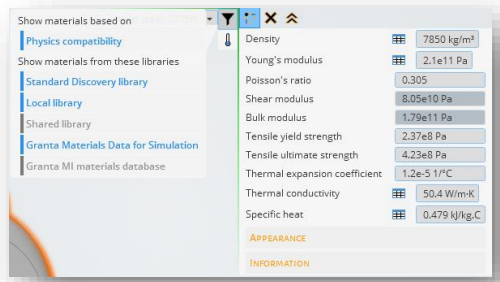 Show materials based on
Physics compatibility
Show materials from these libraries
Standard Discovery library
Local library
Shared library
Granta Materials Data for Simulation
Granta MI materials database
Density 7850 kg/m³
Young's modulus 2.1e11 Pa
Poisson's ratio 0.305
Shear modulus 8.05e10 Pa
Bulk modulus 1.79e11 Pa
Tensile yield strength 2.37e8 Pa
Tensile ultimate strength 4.23e8 Pa
Thermal expansion coefficient 1.2e-5 1/°C
Thermal conductivity 50.4 W/m·K
Specific heat 0.479 kJ/kg.C
APPEARANCE
INFORMATION